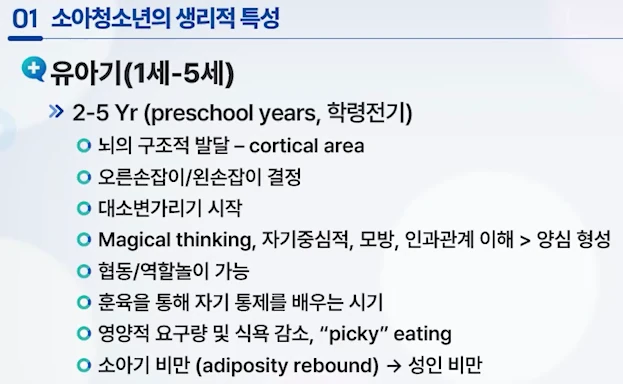 01 소아청소년의 생리적 특성
유아기(1세-5세)
2-5 Yr (preschool years, 학령전기)
뇌의 구조적 발달 – cortical area
오른손잡이/왼손잡이 결정
대소변가리기 시작
Magical thinking, 자기중심적, 모방, 인과관계 이해 > 양심 형성
협동/역할놀이 가능
훈육을 통해 자기 통제를 배우는 시기
영양적 요구량 및 식욕 감소, “picky” eating
소아기 비만 (adiposity rebound) → 성인 비만